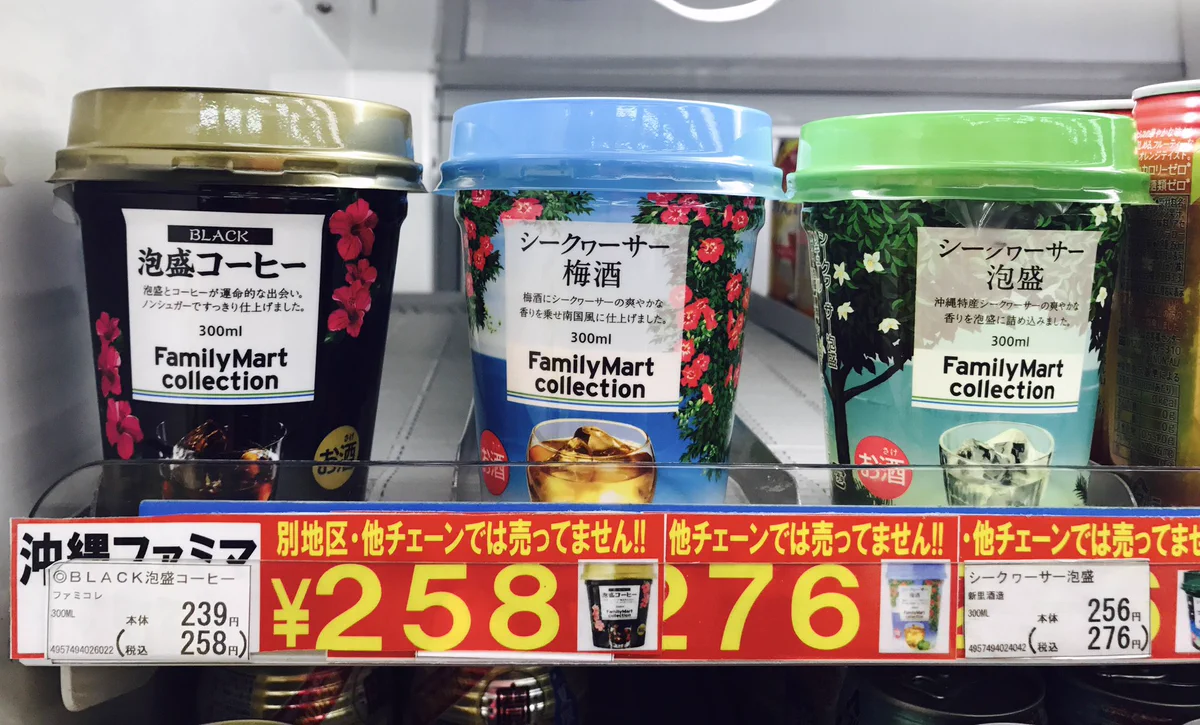 BLACK
泡盛コーヒー
泡盛とコーヒーが運命的な出会い。
ノンシュガーですっきり仕上げました。
300ml
FamilyMart
collection
さけ
お酒
シークヮーサー
梅酒
梅酒にシークヮーサーの爽やかな
香りを乗せ南国風に仕上げました。
300ml
FamilyMart
collection
さけ
お酒
シークヮーサー
泡盛
沖縄特産シークヮーサーの爽やかな
香りを泡盛に詰め込みました。
300ml
FamilyMart
collection
さけ
お酒
沖縄ファミマ
◎BLACK泡盛コーヒー
ファミコレ
300ML
本体 239円
(税込 258円)
4957494026022
別地区・他チェーンでは売ってません!!
¥258
他チェーンでは売ってません!!
276
・他チェーンでは売ってませ
シークヮーサー泡盛
新里酒造
300ML
本体 256円
(税込 276円)
4957494024042